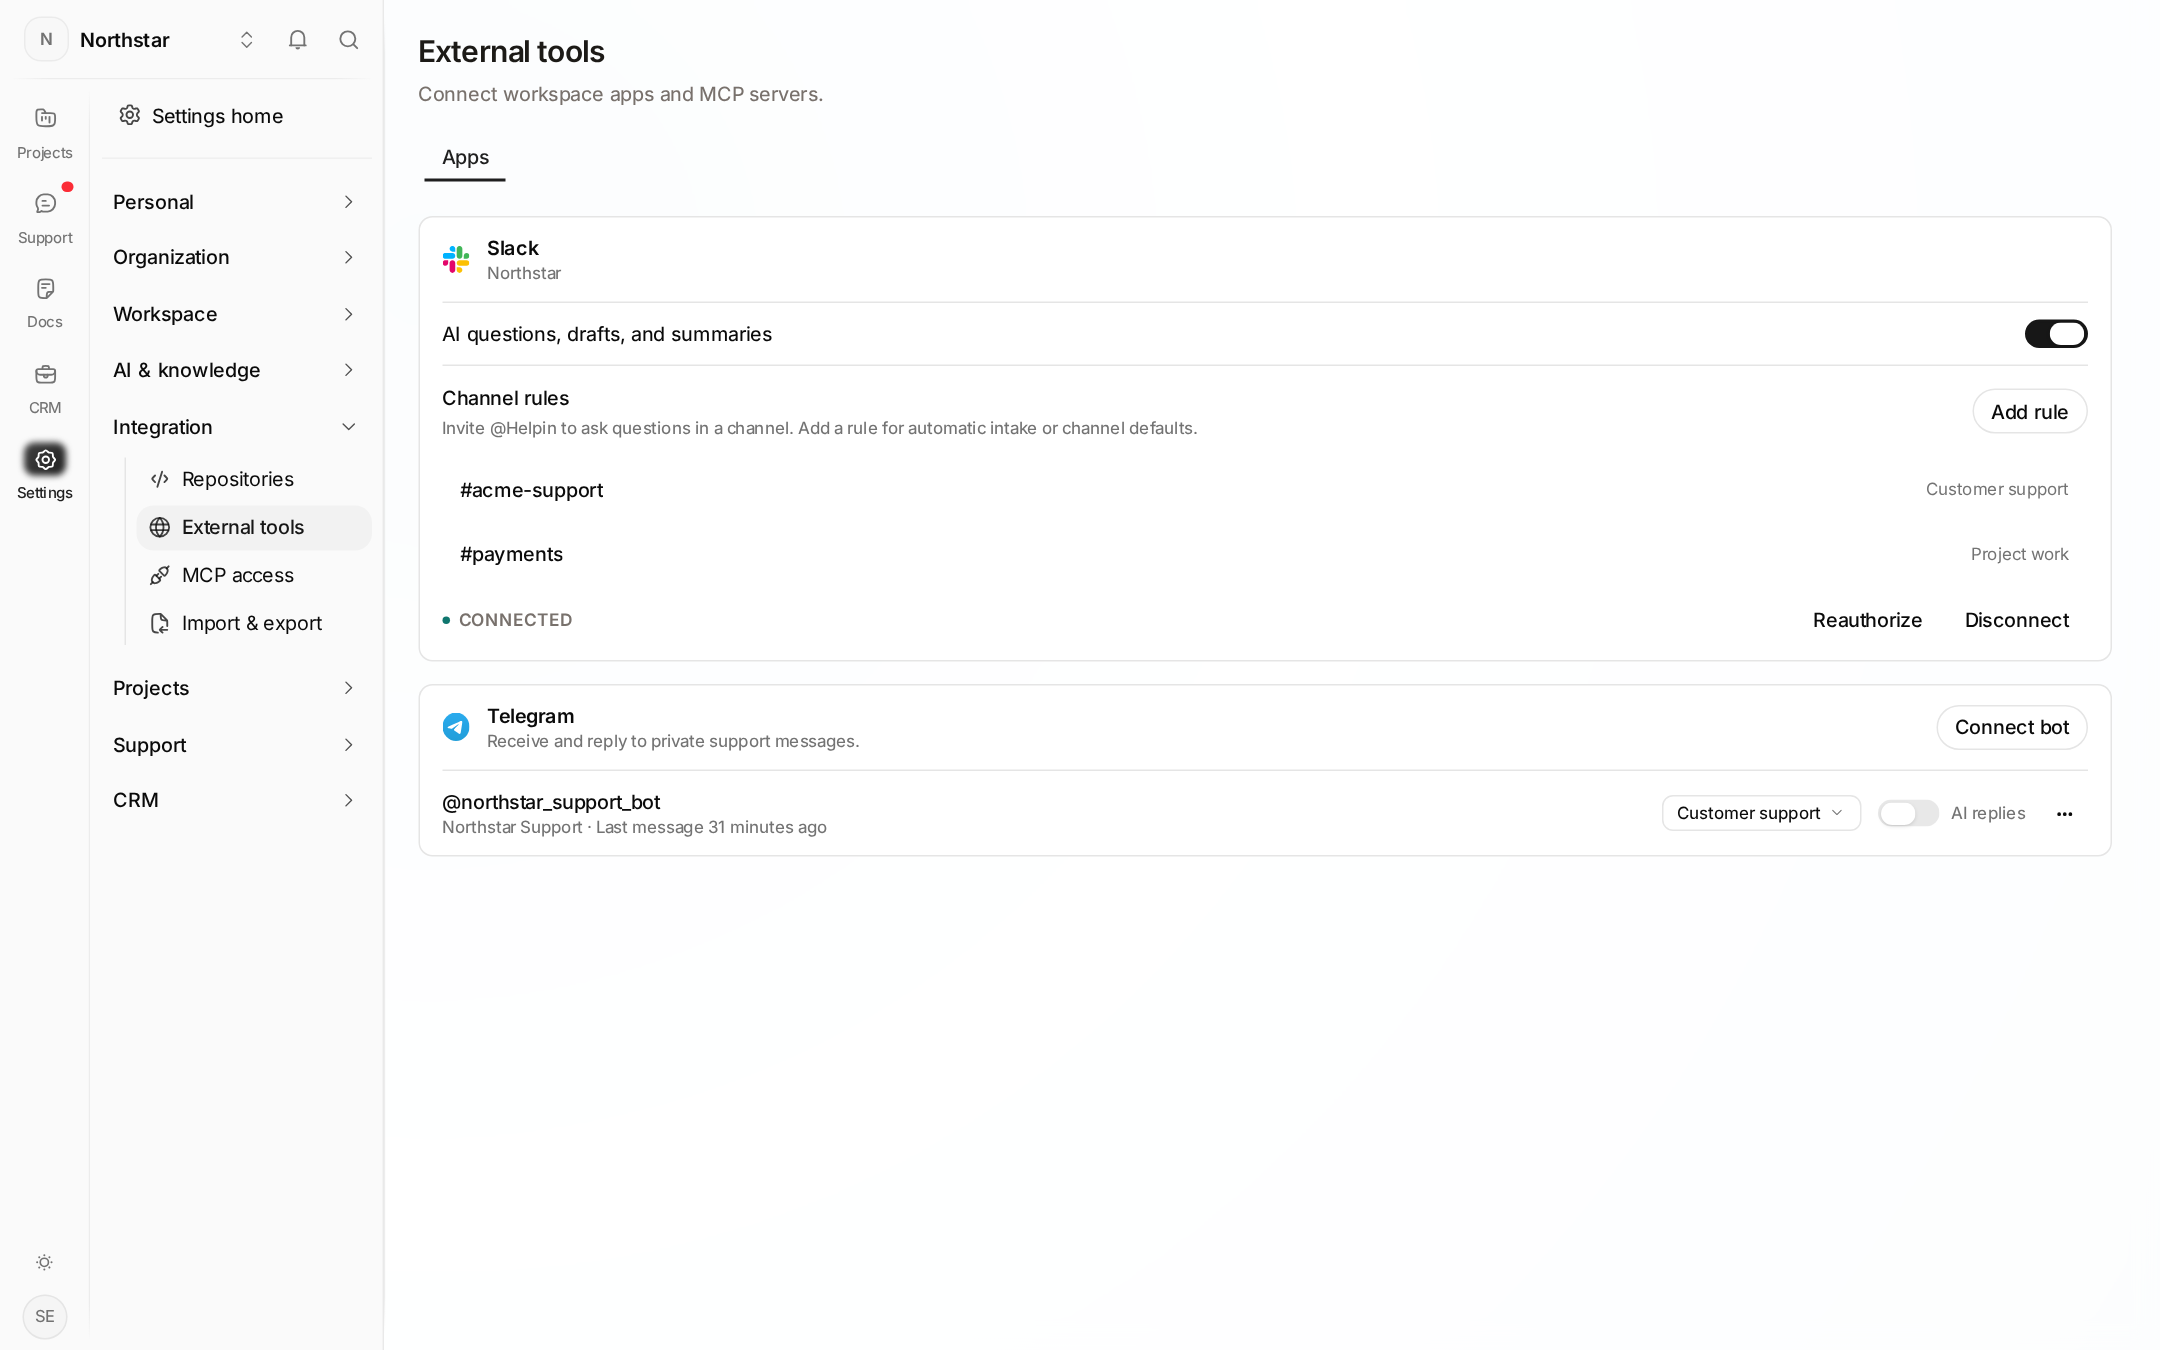 N
Northstar
Projects
Support
Docs
CRM
Settings
SE
Settings home
Personal
Organization
Workspace
AI & knowledge
Integration
Repositories
External tools
MCP access
Import & export
Projects
Support
CRM
External tools
Connect workspace apps and MCP servers.
Apps
Slack
Northstar
AI questions, drafts, and summaries
Channel rules
Invite @Helpin to ask questions in a channel. Add a rule for automatic intake or channel defaults.
Add rule
#acme-support
Customer support
#payments
Project work
CONNECTED
Reauthorize
Disconnect
Telegram
Receive and reply to private support messages.
Connect bot
@northstar_support_bot
Northstar Support · Last message 31 minutes ago
Customer support
AI replies